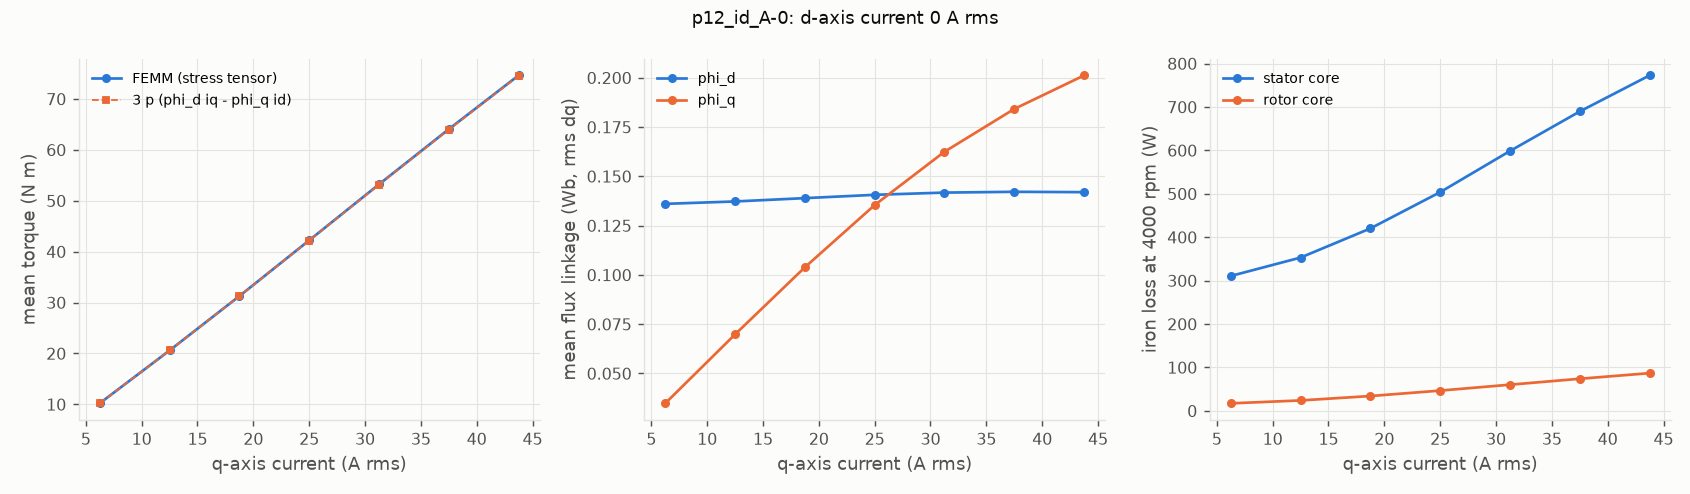 p12_id_A-0: d-axis current 0 A rms
FEMM (stress tensor)
3 p (phi_d iq - phi_q id)
mean torque (N m)
70
60
50
40
30
20
10
5 10 15 20 25 30 35 40 45
q-axis current (A rms)
phi_d
phi_q
mean flux linkage (Wb, rms dq)
0.200
0.175
0.150
0.125
0.100
0.075
0.050
5 10 15 20 25 30 35 40 45
q-axis current (A rms)
stator core
rotor core
iron loss at 4000 rpm (W)
800
700
600
500
400
300
200
100
0
5 10 15 20 25 30 35 40 45
q-axis current (A rms)